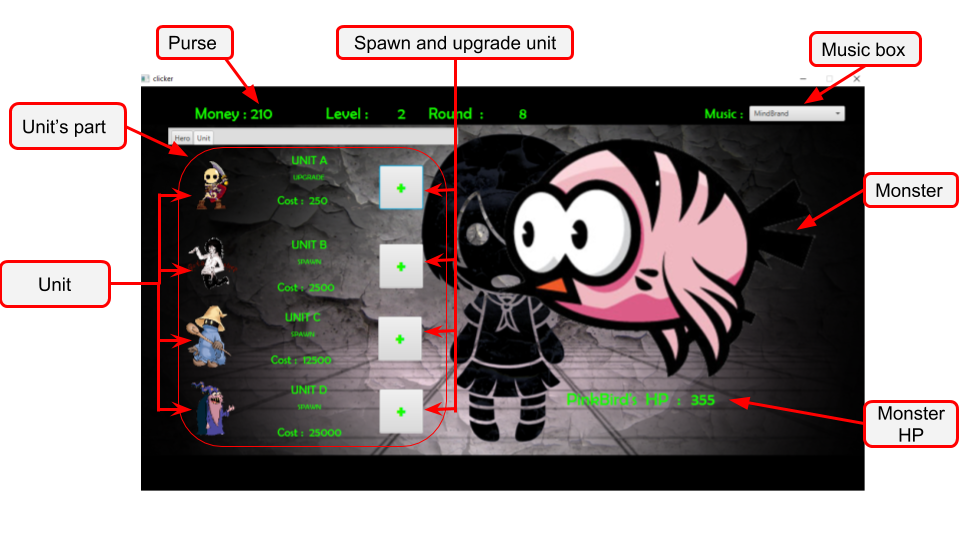 Purse
Spawn and upgrade unit
Music box
clicker
Money : 210 Level : 2 Round : 8 Music : MindBrand
Unit's part
Hero Unit
UNIT A
UPGRADE
Cost : 250
+
Monster
UNIT B
SPAWN
Cost : 2500
+
Unit
UNIT C
SPAWN
Cost : 12500
+
UNIT D
SPAWN
Cost : 25000
+
PinkBird's HP : 355
Monster
HP